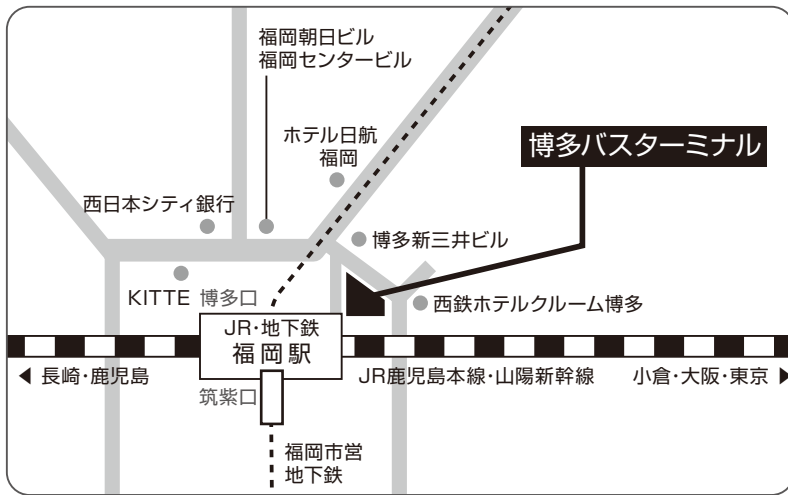 福岡朝日ビル
福岡センタービル
ホテル日航
福岡
博多バスターミナル
西日本シティ銀行
博多新三井ビル
KITTE 博多口
西鉄ホテルクルーム博多
JR・地下鉄
福岡駅
◀ 長崎・鹿児島
JR鹿児島本線・山陽新幹線
小倉・大阪・東京 ▶
筑紫口
福岡市営
地下鉄